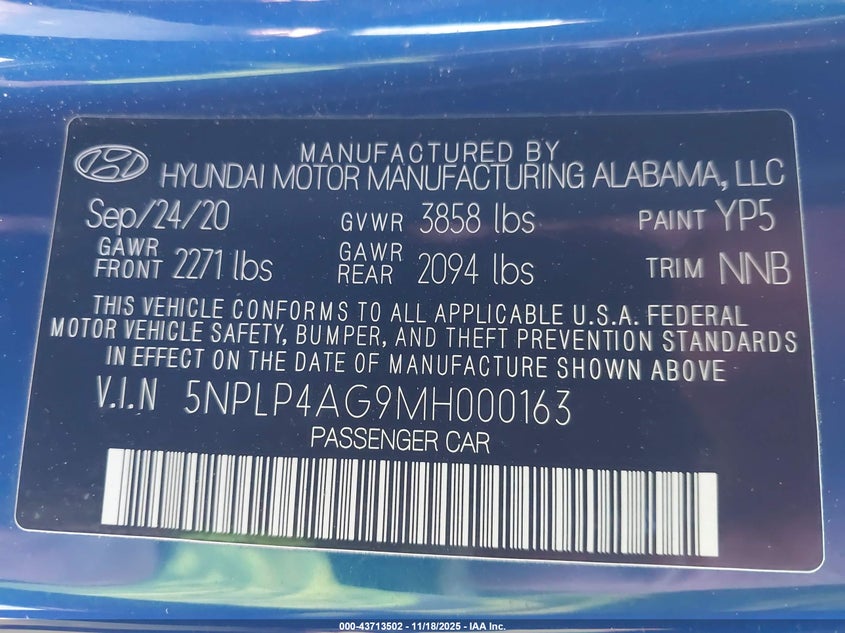 MANUFACTURED BY
HYUNDAI MOTOR MANUFACTURING ALABAMA, LLC
Sep/24/20 GVWR 3858 lbs PAINT YP5
GAWR FRONT 2271 lbs GAWR REAR 2094 lbs TRIM NNB
THIS VEHICLE CONFORMS TO ALL APPLICABLE U.S.A. FEDERAL
MOTOR VEHICLE SAFETY, BUMPER, AND THEFT PREVENTION STANDARDS
IN EFFECT ON THE DATE OF MANUFACTURE SHOWN ABOVE
V.I.N 5NPLP4AG9MH000163
PASSENGER CAR
000-43713502 - 11/18/2025 - IAA Inc.